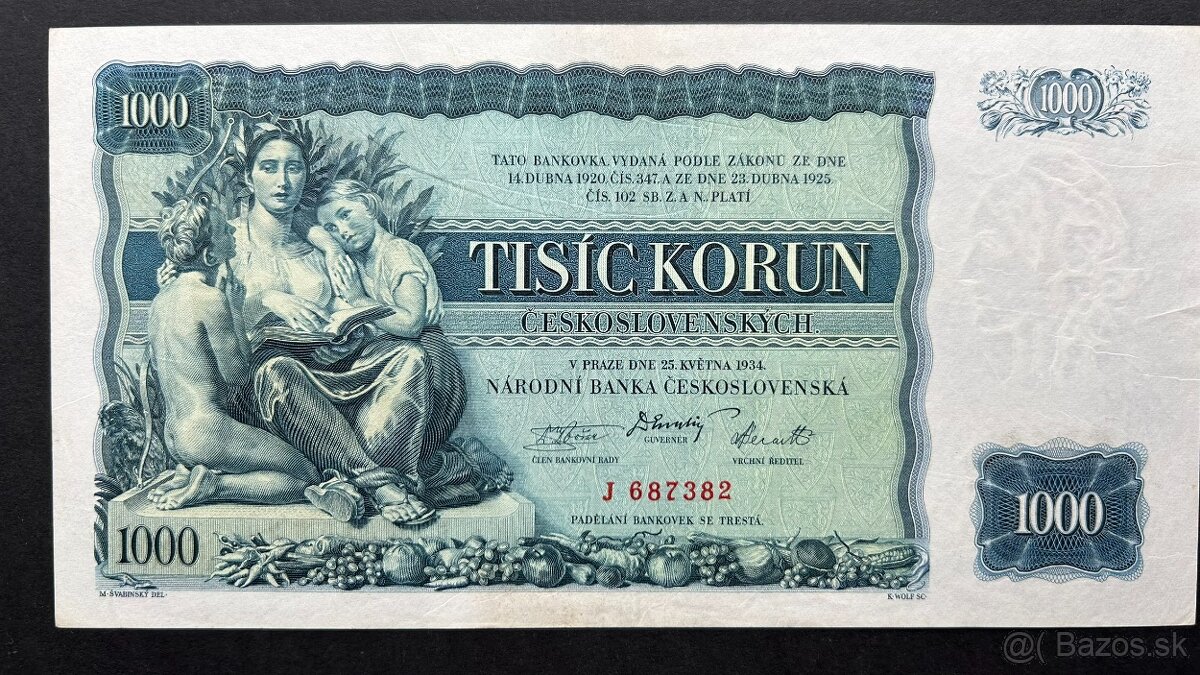 1000
1000
TATO BANKOVKA, VYDANÁ PODLE ZÁKONŮ ZE DNE
14. DUBNA 1920, ČÍS. 347, A ZE DNE 23. DUBNA 1925,
ČÍS. 102 SB. Z. A N., PLATÍ
TISÍC KORUN
ČESKOSLOVENSKÝCH.
V PRAZE DNE 25. KVĚTNA 1934.
NÁRODNÍ BANKA ČESKOSLOVENSKÁ
GUVERNÉR
ČLEN BANKOVNÍ RADY
VRCHNÍ ŘEDITEL
J 687382
PADĚLÁNÍ BANKOVEK SE TRESTÁ.
1000
1000
M·ŠVABINSKÝ DEL·
K·WOLF SC·
@( Bazos.sk